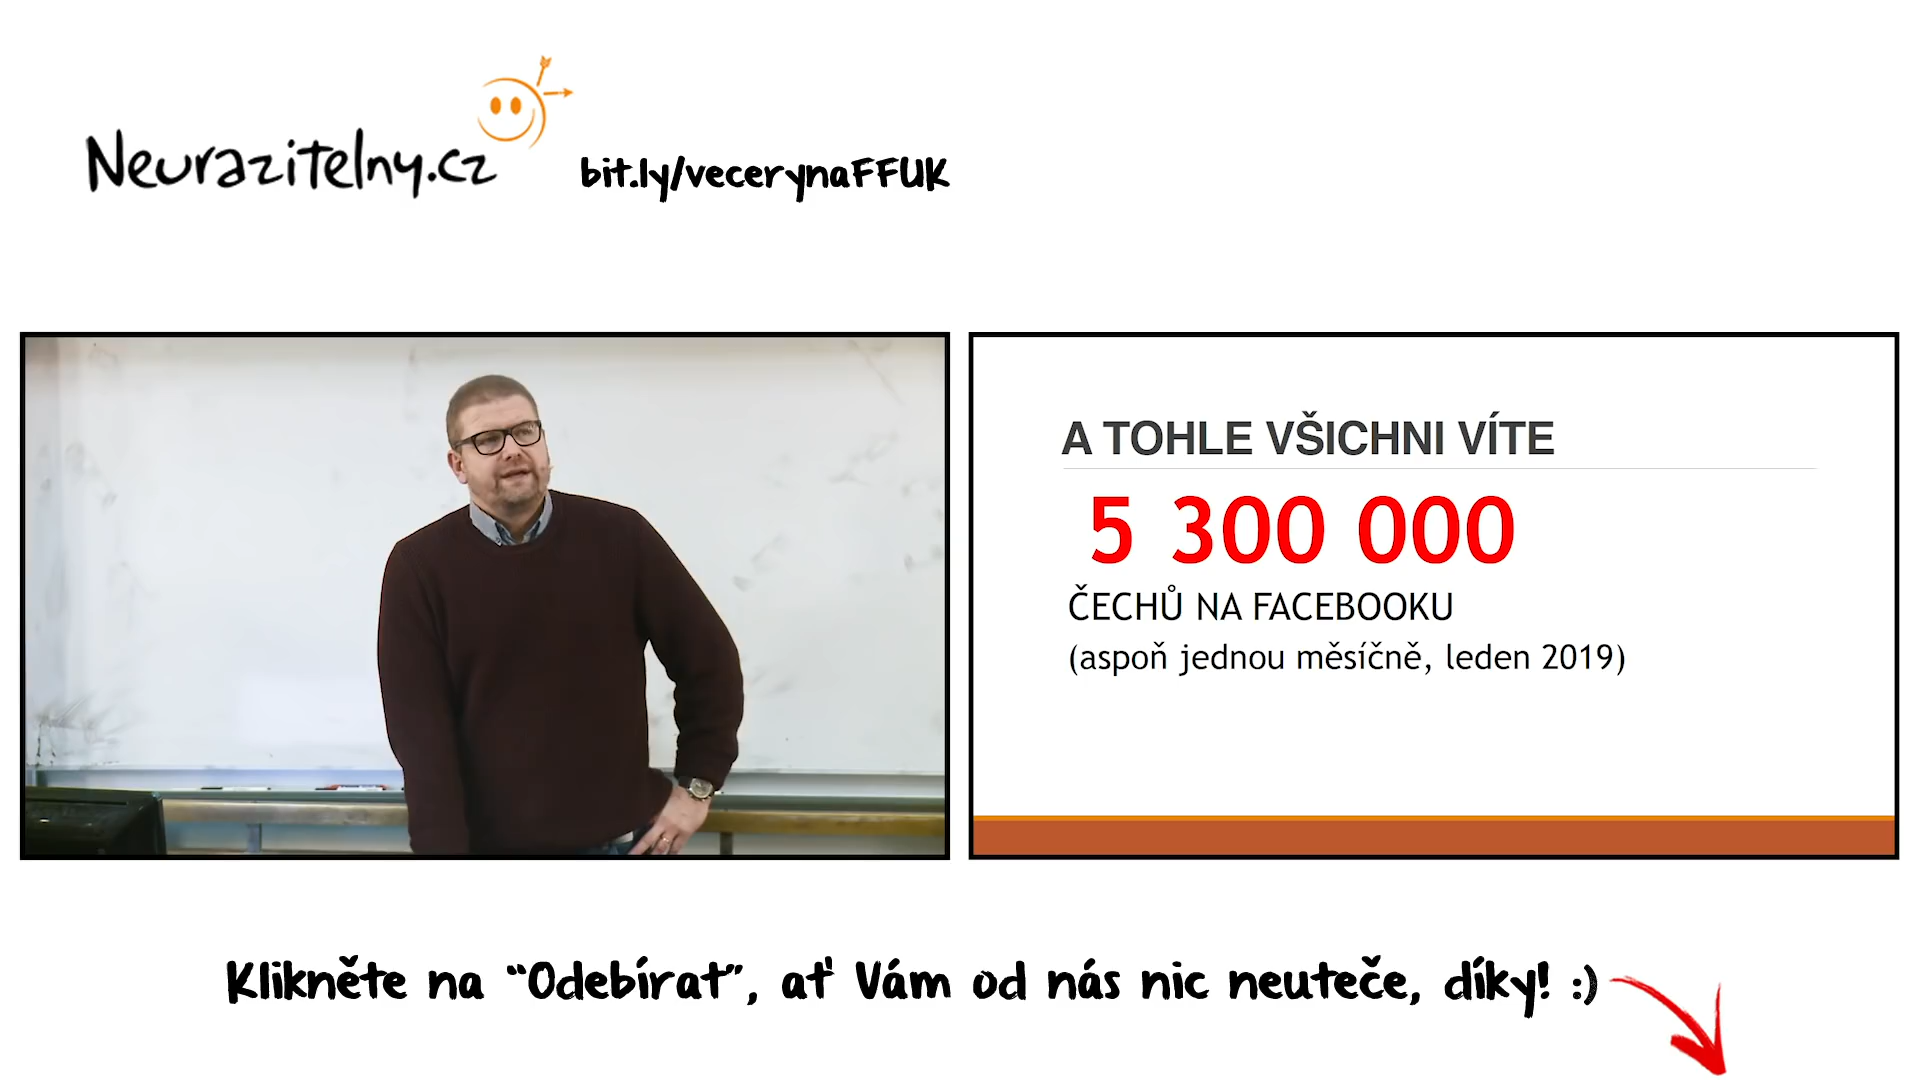 Neurazitelny.cz
bit.ly/vecerynaFFUK
A TOHLE VŠICHNI VÍTE
5 300 000
ČECHŮ NA FACEBOOKU
(aspoň jednou měsíčně, leden 2019)
Klikněte na “Odebírat”, ať Vám od nás nic neuteče, díky! :)